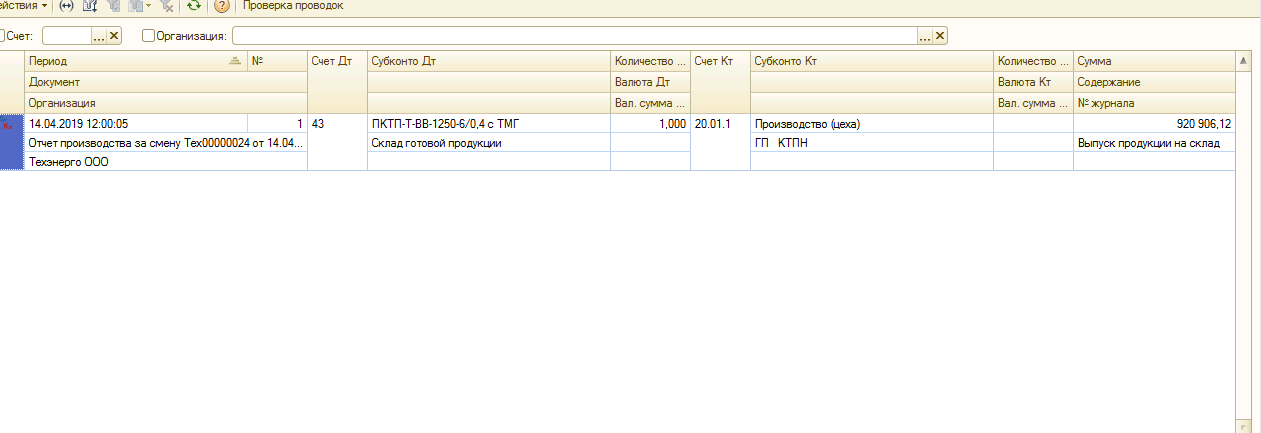 ействия Проверка проводок
Счет: ... Организация: ...
Период № Счет Дт Субконто Дт Количество ... Счет Кт Субконто Кт Количество ... Сумма
Документ Валюта Дт Валюта Кт Содержание
Организация Вал. сумма ... Вал. сумма ... № журнала
14.04.2019 12:00:05 1 43 ПКТП-Т-ВВ-1250-6/0,4 с ТМГ 1,000 20.01.1 Производство (цеха) 920 906,12
Отчет производства за смену Тех00000024 от 14.04... Склад готовой продукции ГП КТПН Выпуск продукции на склад
Техэнерго ООО